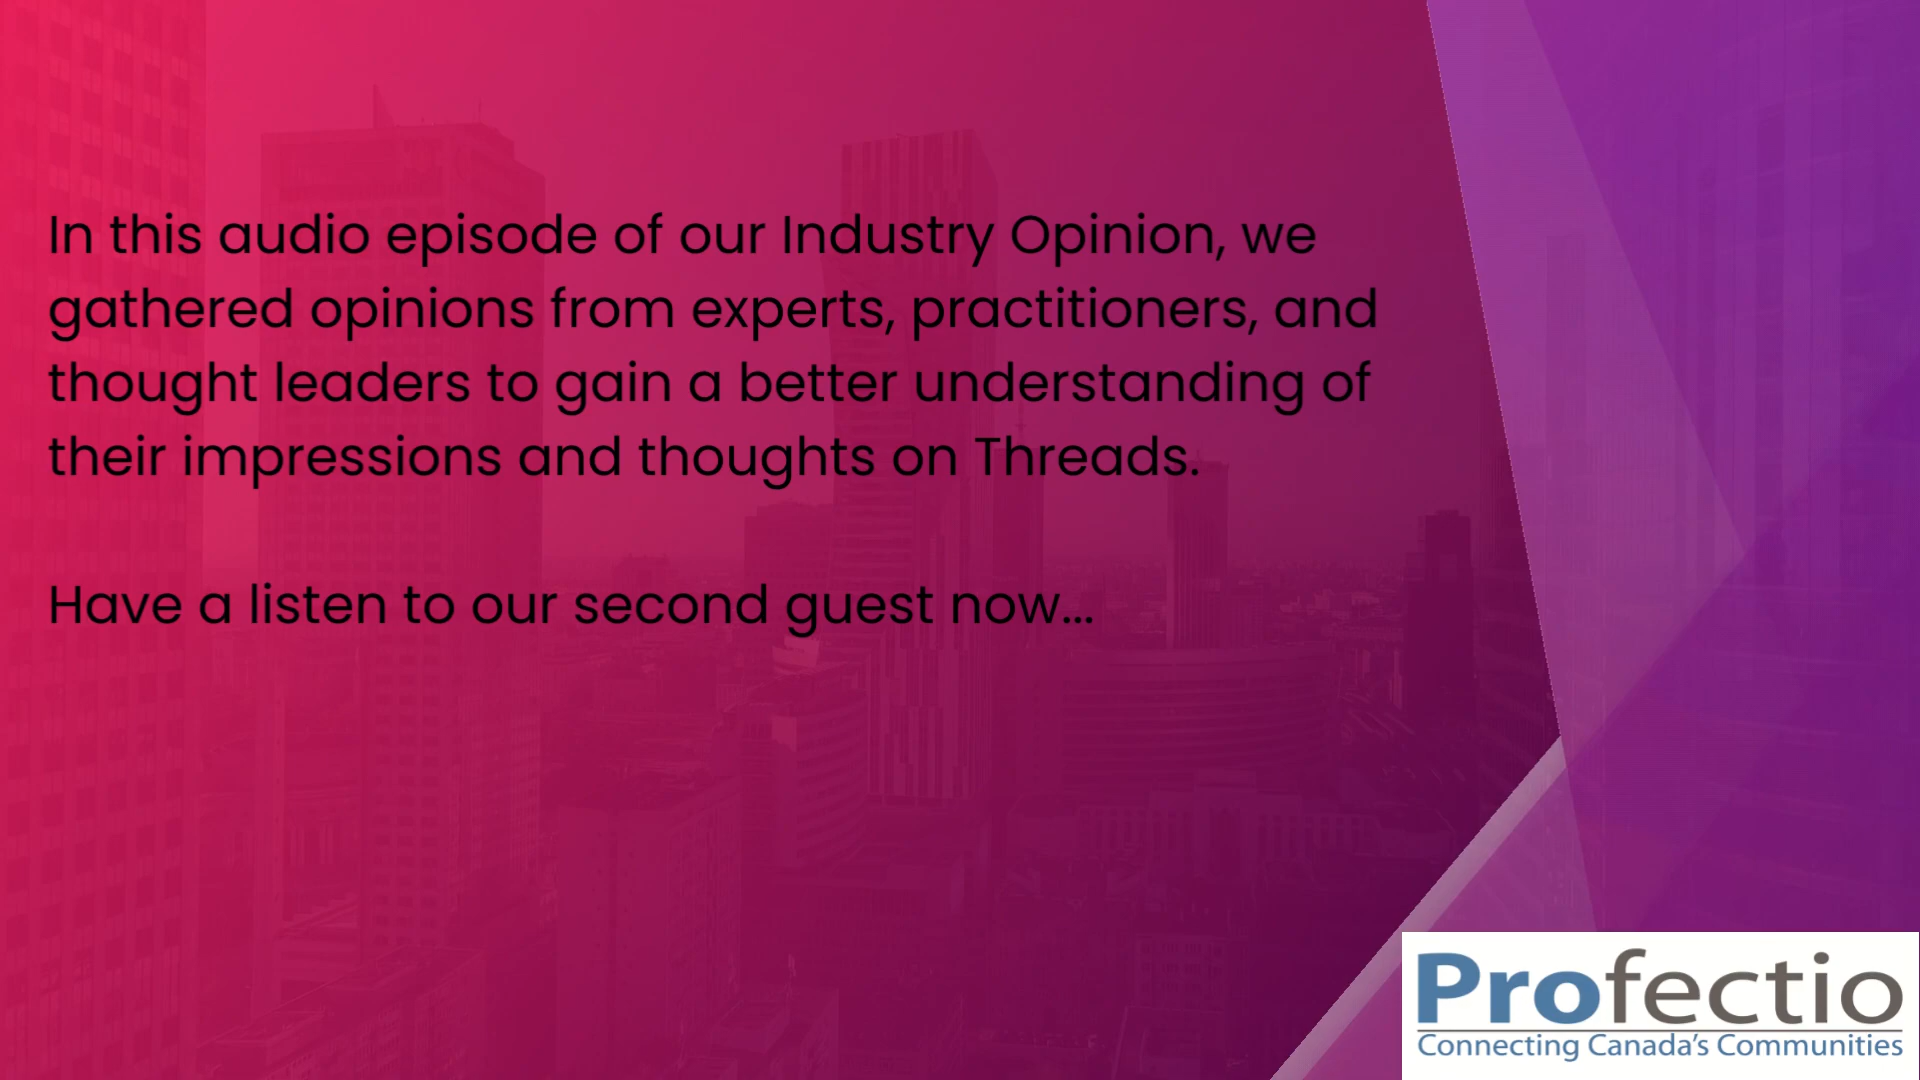 In this audio episode of our Industry Opinion, we
gathered opinions from experts, practitioners, and
thought leaders to gain a better understanding of
their impressions and thoughts on Threads.
Have a listen to our second guest now...
Profectio
Connecting Canada's Communities